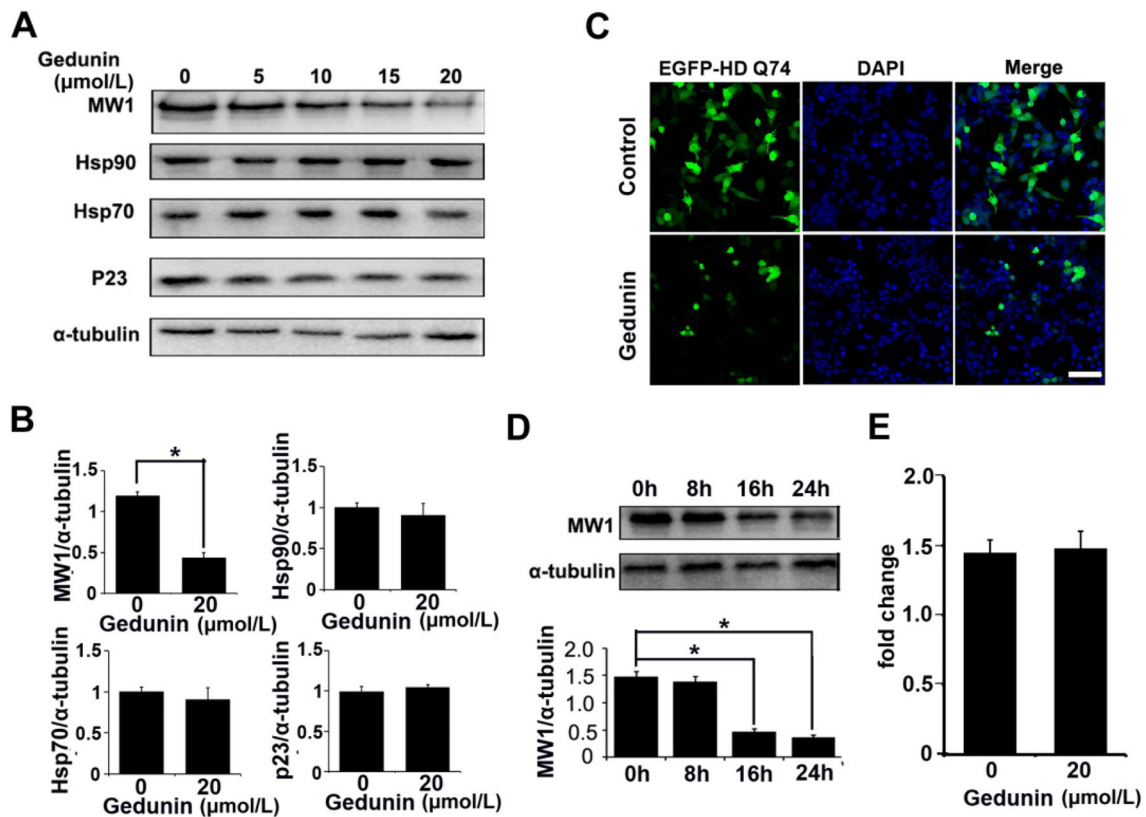 A
Gedunin
(µmol/L)
0 5 10 15 20
MW1
Hsp90
Hsp70
P23
α-tubulin
B
MW1/α-tubulin
1.5
1
0.5
0
*
0 20
Gedunin (µmol/L)
Hsp90/α-tubulin
1.5
1
0.5
0
0 20
Gedunin (µmol/L)
Hsp70/α-tubulin
1.5
1
0.5
0
0 20
Gedunin (µmol/L)
p23/α-tubulin
1.5
1
0.5
0
0 20
Gedunin (µmol/L)
C
EGFP-HD Q74 DAPI Merge
Control
Gedunin
D
0h 8h 16h 24h
MW1
α-tubulin
MW1/α-tubulin
2.0
1.5
1.0
0.5
0
*
*
0h 8h 16h 24h
E
fold change
2.0
1.5
1.0
0.5
0
0 20
Gedunin (µmol/L)